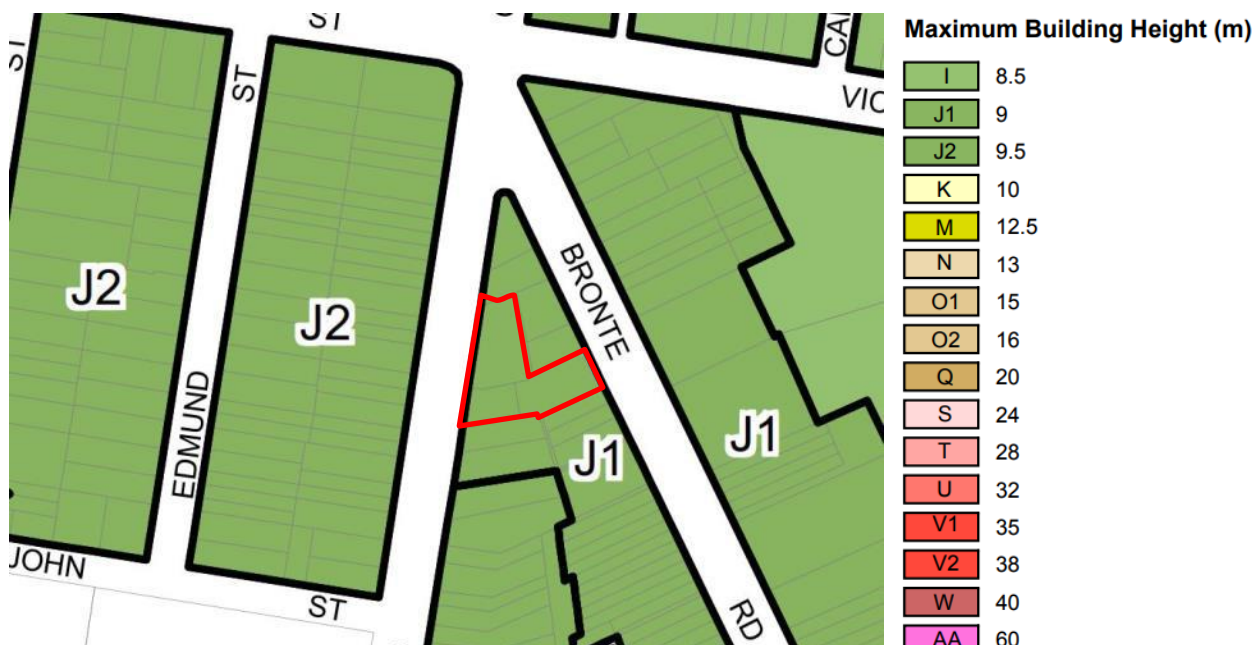 ST
ST
ST
VIC
J2
J2
BRONTE
J1
J1
EDMUND
JOHN
ST
RD
Maximum Building Height (m)
I 8.5
J1 9
J2 9.5
K 10
M 12.5
N 13
O1 15
O2 16
Q 20
S 24
T 28
U 32
V1 35
V2 38
W 40
AA 60